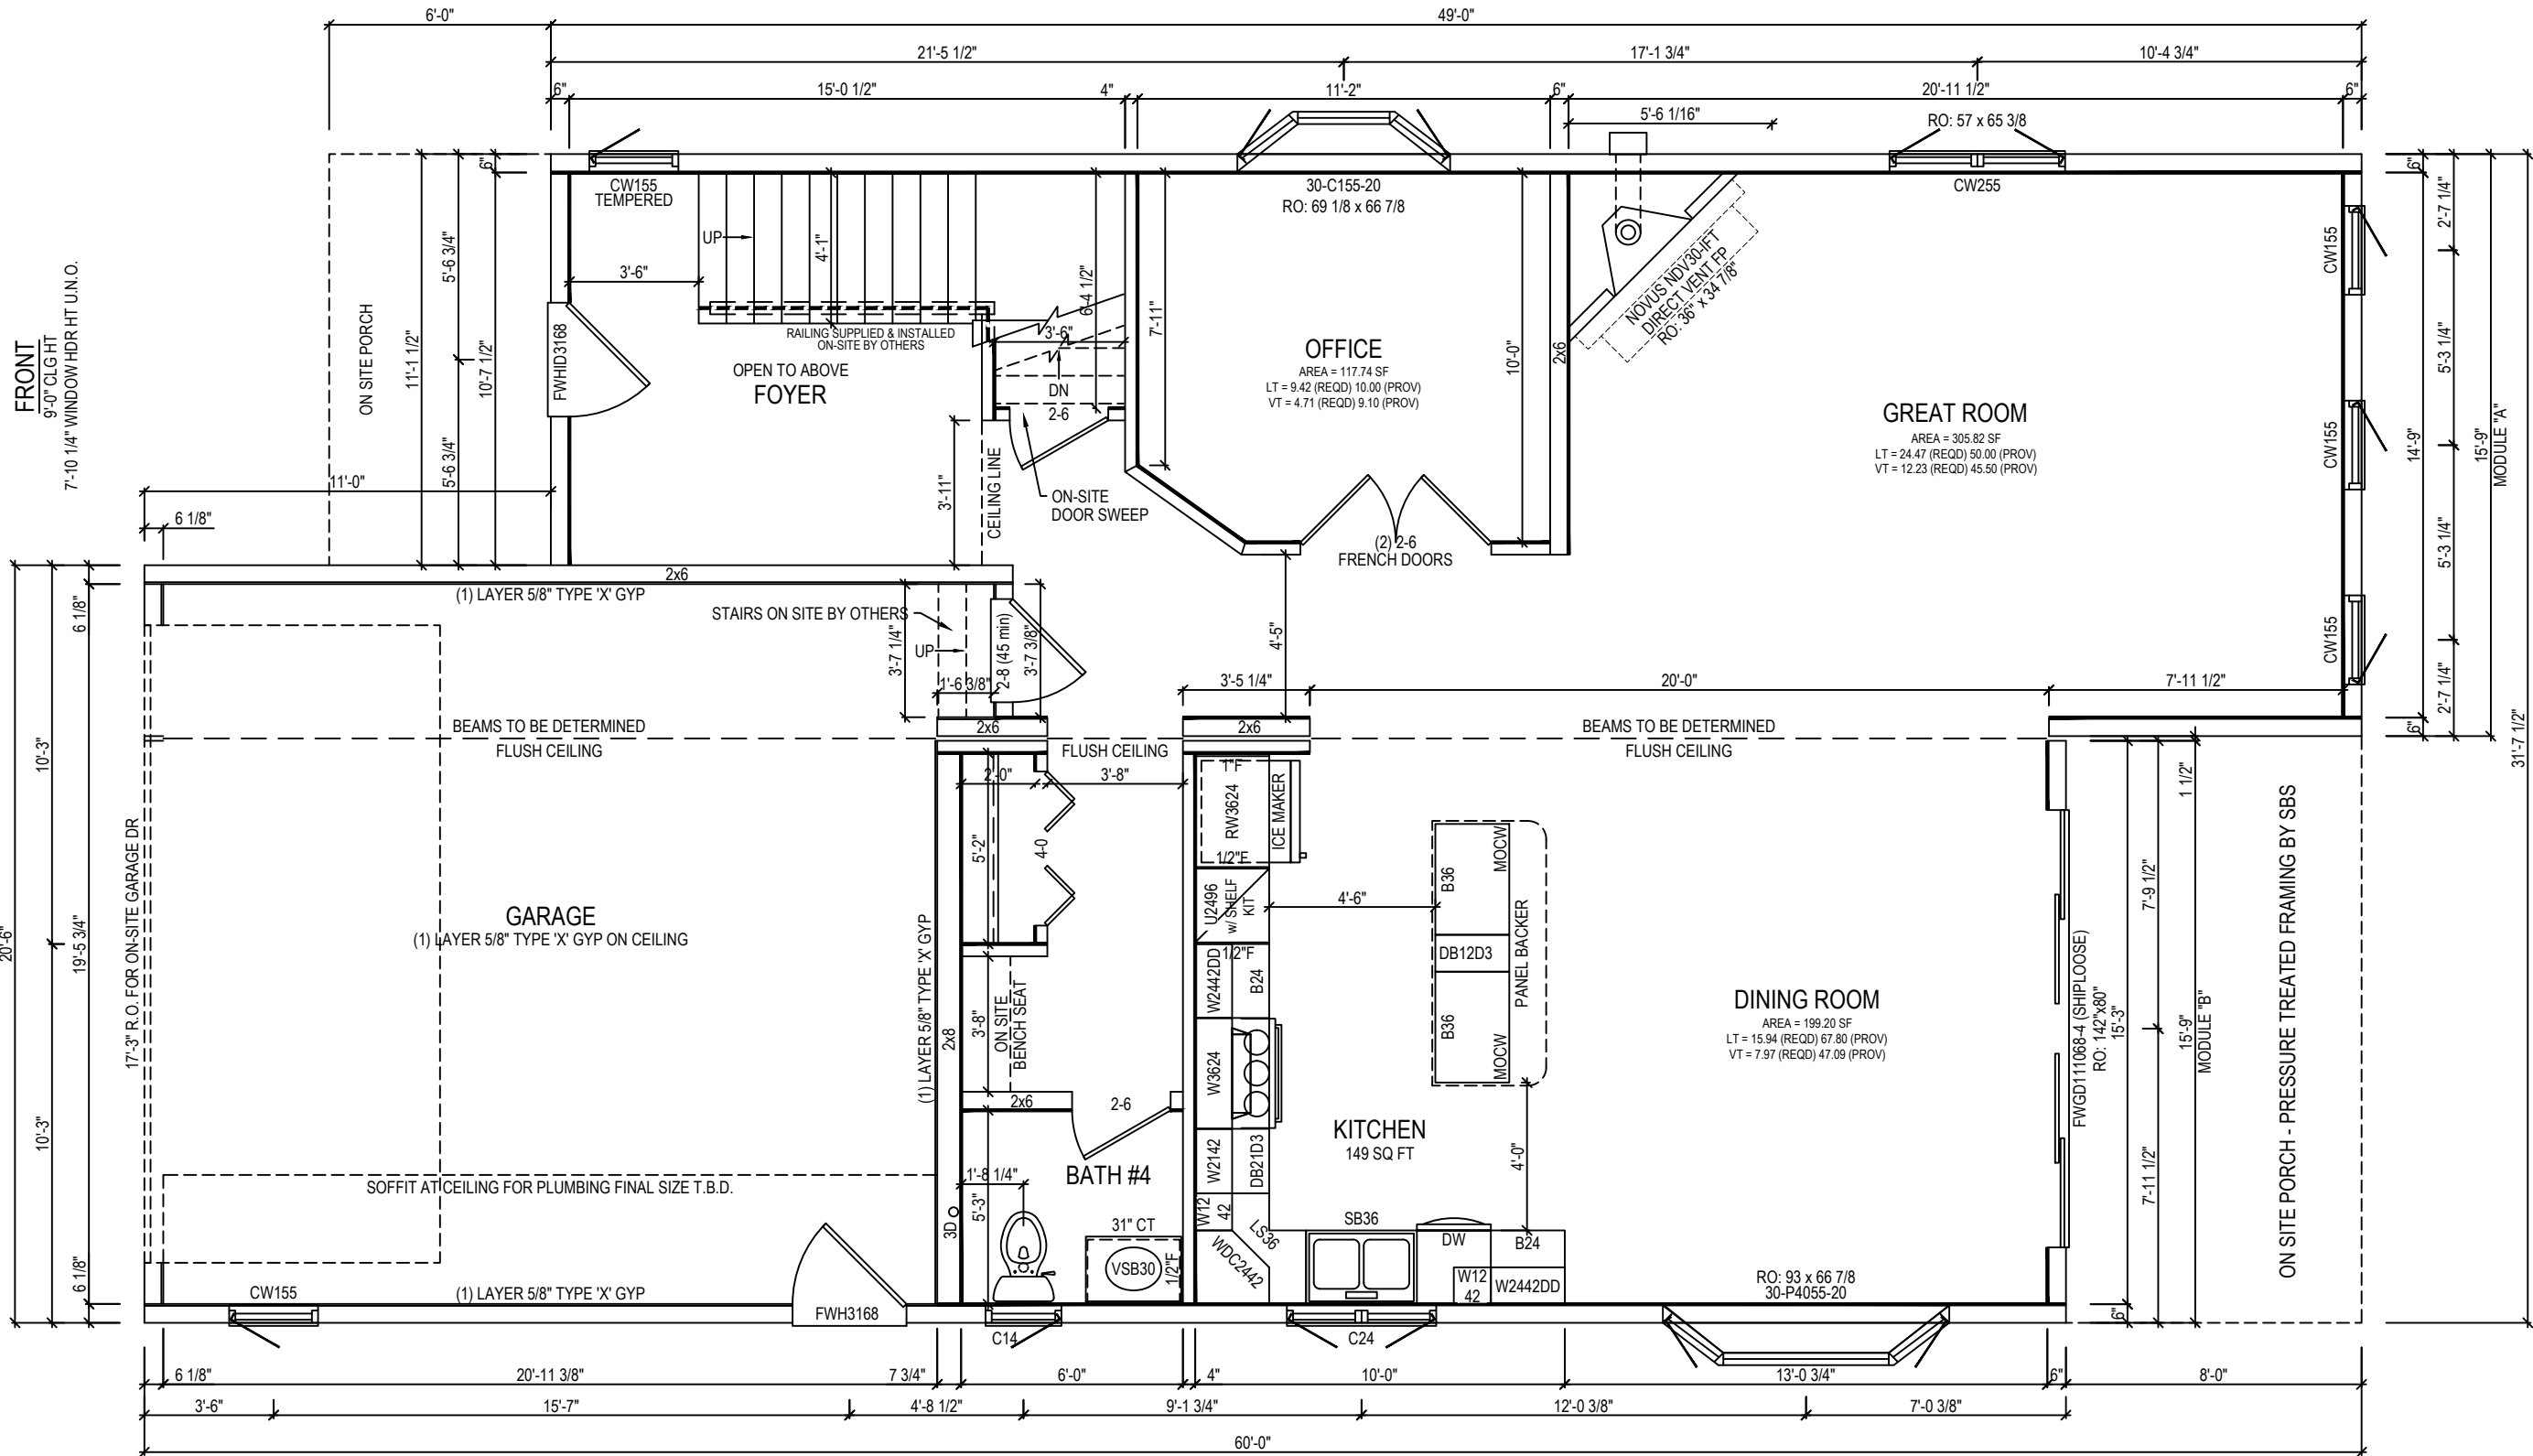 6'-0"
49'-0"
21'-5 1/2"
17'-1 3/4"
10'-4 3/4"
6"
15'-0 1/2"
4"
11'-2"
6"
20'-11 1/2"
6"
5'-6 1/16"
RO: 57 x 65 3/8
CW155
TEMPERED
30-C155-20
RO: 69 1/8 x 66 7/8
CW255
FRONT
9'-0" CLG HT
7'-10 1/4" WINDOW HDR HT U.N.O.
ON SITE PORCH
11'-1 1/2"
5'-6 3/4"
5'-6 3/4"
6"
10'-7 1/2"
FWHID3168
UP
3'-6"
4'-1"
RAILING SUPPLIED & INSTALLED
ON-SITE BY OTHERS
OPEN TO ABOVE
FOYER
6-4 1/2"
3'-6"
DN
2-6
3'-11"
CEILING LINE
ON-SITE
DOOR SWEEP
7'-11"
OFFICE
AREA = 117.74 SF
LT = 9.42 (REQD) 10.00 (PROV)
VT = 4.71 (REQD) 9.10 (PROV)
10'-0"
2x6
(2) 2-6
FRENCH DOORS
NOVUS NDV30-IFT
DIRECT VENT FP
RO: 36" x 34 7/8"
GREAT ROOM
AREA = 305.82 SF
LT = 24.47 (REQD) 50.00 (PROV)
VT = 12.23 (REQD) 45.50 (PROV)
CW155
CW155
CW155
6"
14'-9"
6"
2'-7 1/4"
5'-3 1/4"
5'-3 1/4"
2'-7 1/4"
15'-9"
MODULE "A"
31'-7 1/2"
11'-0"
6 1/8"
2x6
(1) LAYER 5/8" TYPE 'X' GYP
STAIRS ON SITE BY OTHERS
UP
3'-7 1/4"
1'-6 3/8"
2-8 (45 min)
3'-7 3/8"
4'-5"
3'-5 1/4"
20'-0"
7'-11 1/2"
BEAMS TO BE DETERMINED
FLUSH CEILING
2x6
FLUSH CEILING
2x6
BEAMS TO BE DETERMINED
FLUSH CEILING
20'-6"
10'-3"
10'-3"
6 1/8"
19'-5 3/4"
6 1/8"
17'-3" R.O. FOR ON-SITE GARAGE DR
GARAGE
(1) LAYER 5/8" TYPE 'X' GYP ON CEILING
(1) LAYER 5/8" TYPE 'X' GYP
2x8
2'-0"
3'-8"
5'-2"
4-0
3'-8"
ON SITE
BENCH SEAT
2x6
2-6
1"F
RW3624
ICE MAKER
1/2"F
U2496
w/ SHELF
KIT
1/2"F
W2442DD
B24
W3624
W2142
DB21D3
W12
42
LS36
WDC2442
4'-6"
B36
MOCW
DB12D3
B36
MOCW
PANEL BACKER
4'-0"
KITCHEN
149 SQ FT
DINING ROOM
AREA = 199.20 SF
LT = 15.94 (REQD) 67.80 (PROV)
VT = 7.97 (REQD) 47.09 (PROV)
FWGD111068-4 (SHIPLOOSE)
RO: 142"x80"
15'-3"
6"
7'-9 1/2"
7'-11 1/2"
1 1/2"
15'-9"
MODULE "B"
ON SITE PORCH - PRESSURE TREATED FRAMING BY SBS
SOFFIT AT CEILING FOR PLUMBING FINAL SIZE T.B.D.
3D
1'-8 1/4"
5'-3"
BATH #4
31" CT
VSB30
1/2"F
SB36
DW
B24
W12
42
W2442DD
RO: 93 x 66 7/8
30-P4055-20
CW155
(1) LAYER 5/8" TYPE 'X' GYP
FWH3168
C14
C24
6 1/8"
20'-11 3/8"
7 3/4"
6'-0"
4"
10'-0"
13'-0 3/4"
6"
8'-0"
3'-6"
15'-7"
4'-8 1/2"
9'-1 3/4"
12'-0 3/8"
7'-0 3/8"
60'-0"